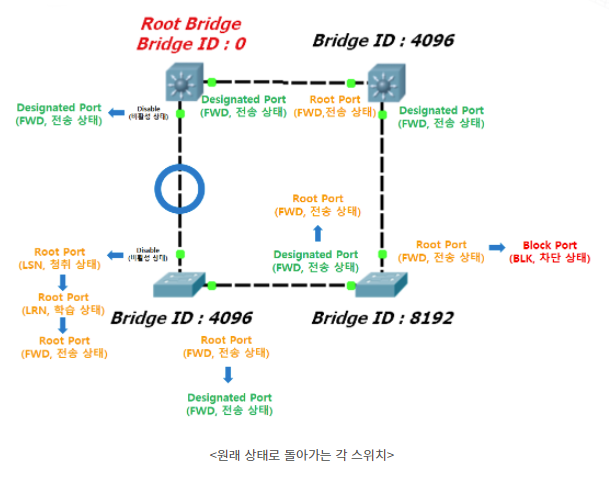 Root Bridge
Bridge ID : 0
Bridge ID : 4096
Designated Port
(FWD, 전송 상태)
Disable
(비활성 상태)
Designated Port
(FWD, 전송 상태)
Root Port
(FWD,전송 상태)
Designated Port
(FWD, 전송 상태)
Root Port
(FWD, 전송 상태)
Root Port
(LSN, 청취 상태)
Disable
(비활성 상태)
Designated Port
(FWD, 전송 상태)
Root Port
(FWD, 전송 상태)
Block Port
(BLK, 차단 상태)
Root Port
(LRN, 학습 상태)
Root Port
(FWD, 전송 상태)
Bridge ID : 4096
Bridge ID : 8192
Root Port
(FWD, 전송 상태)
Designated Port
(FWD, 전송 상태)
<원래 상태로 돌아가는 각 스위치>